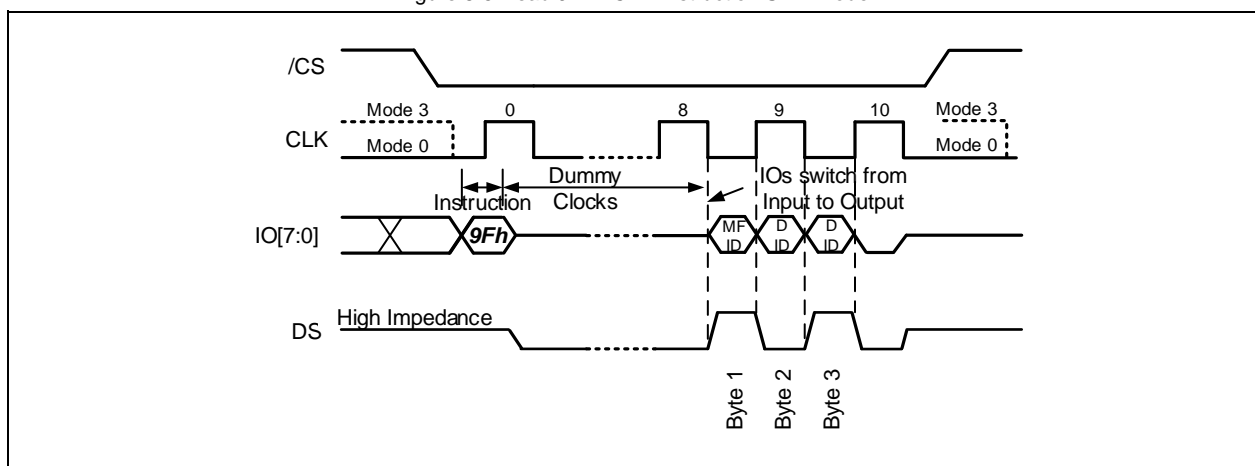 /CS
Mode 3 0 8 9 10 Mode 3
CLK
Mode 0 Mode 0
Dummy IOs switch from
Instruction Clocks Input to Output
IO[7:0] 9Fh MF D D
ID ID ID
High Impedance
DS
Byte 1
Byte 2
Byte 3